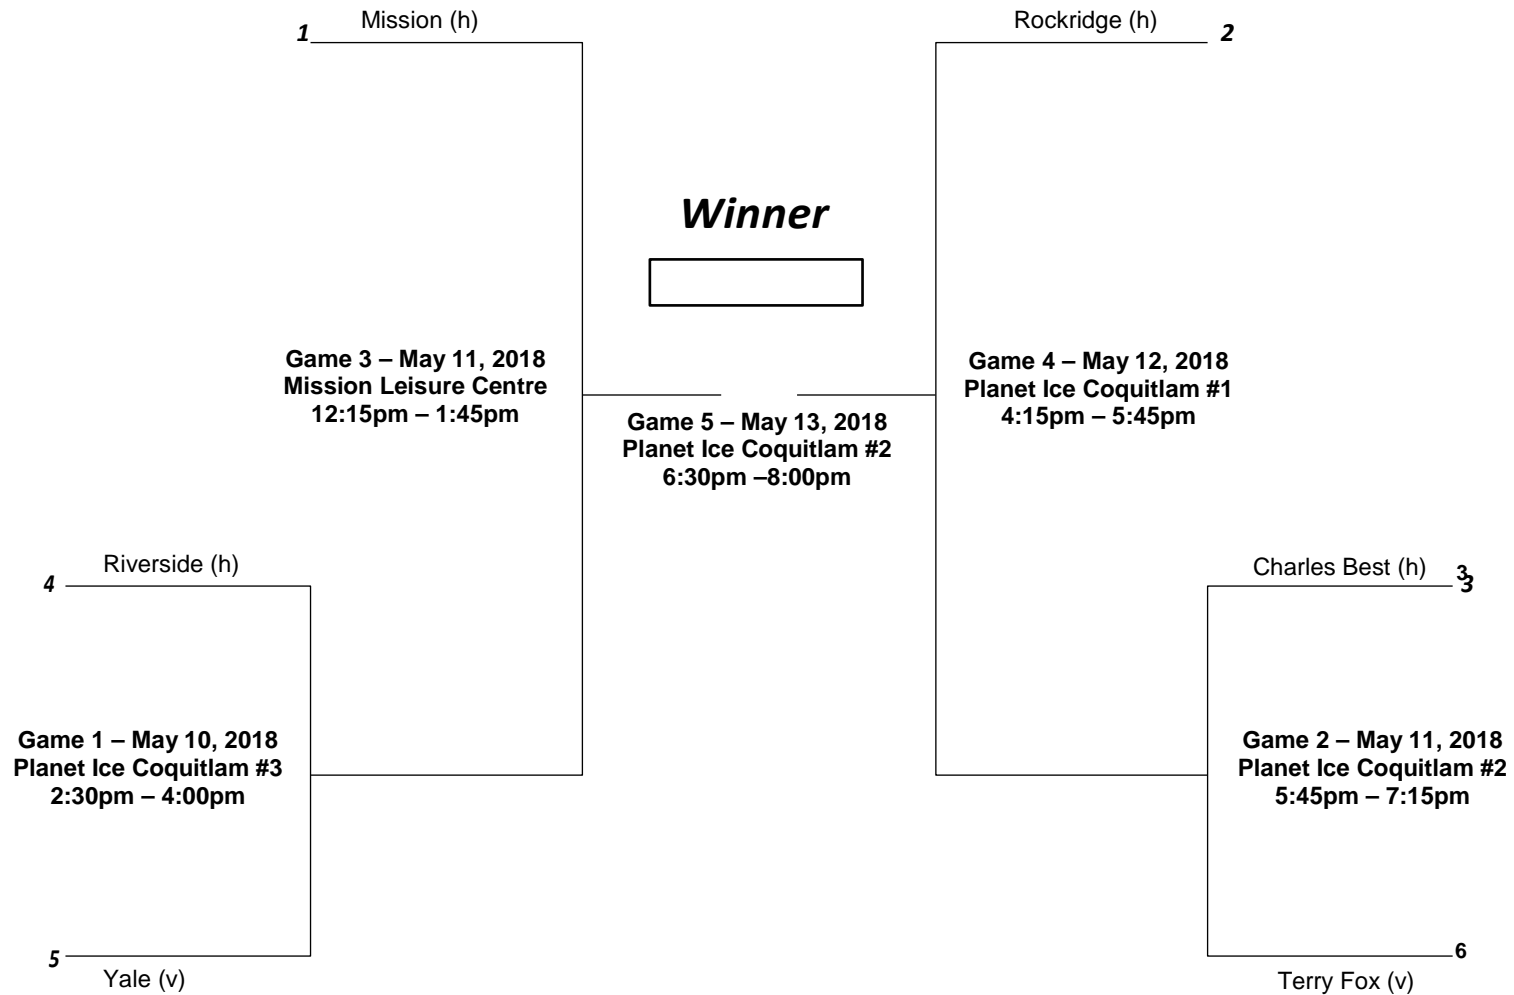 Mission (h)
1
Rockridge (h)
2
Winner
Game 3 – May 11, 2018
Mission Leisure Centre
12:15pm – 1:45pm
Game 4 – May 12, 2018
Planet Ice Coquitlam #1
4:15pm – 5:45pm
Game 5 – May 13, 2018
Planet Ice Coquitlam #2
6:30pm –8:00pm
Riverside (h)
4
Charles Best (h)
3
3
Game 1 – May 10, 2018
Planet Ice Coquitlam #3
2:30pm – 4:00pm
Game 2 – May 11, 2018
Planet Ice Coquitlam #2
5:45pm – 7:15pm
5
Yale (v)
6
Terry Fox (v)